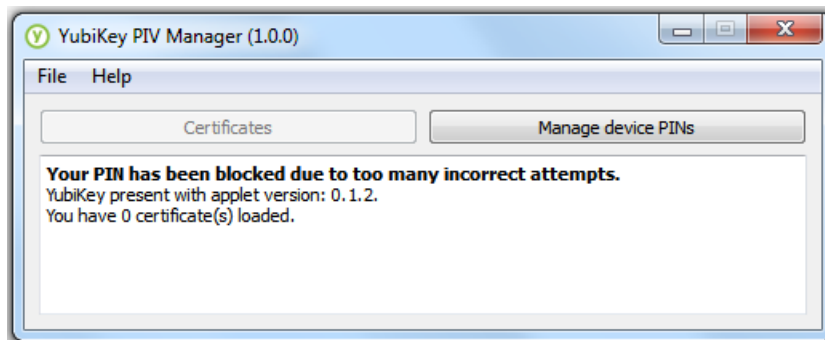 YubiKey PIV Manager (1.0.0)
File Help
Certificates Manage device PINs
Your PIN has been blocked due to too many incorrect attempts.
YubiKey present with applet version: 0.1.2.
You have 0 certificate(s) loaded.